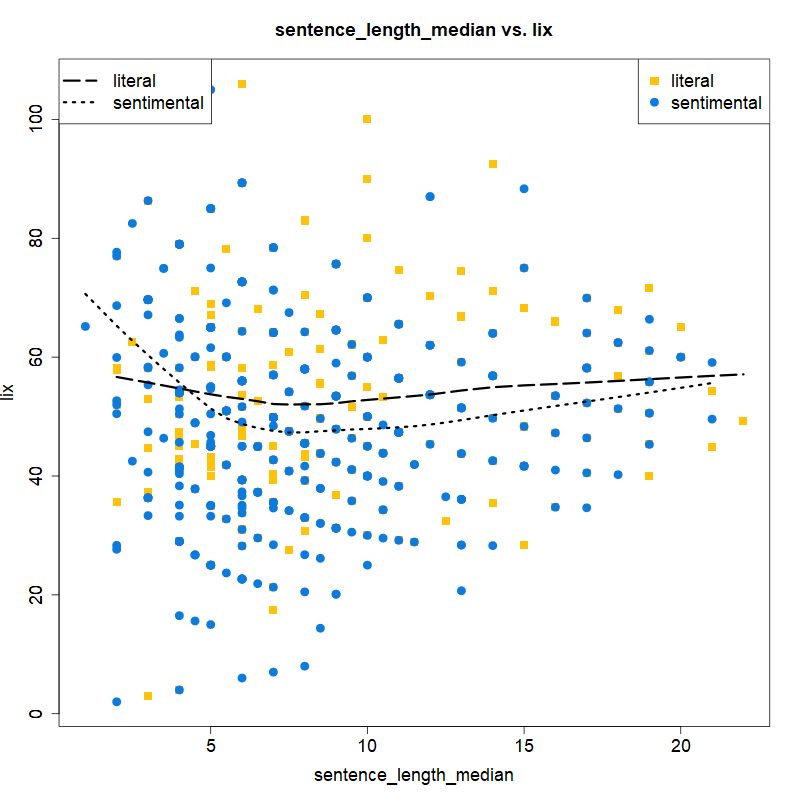 sentence_length_median vs. lix
literal
sentimental
literal
sentimental
lix
100
80
60
40
20
0
5
10
15
20
sentence_length_median